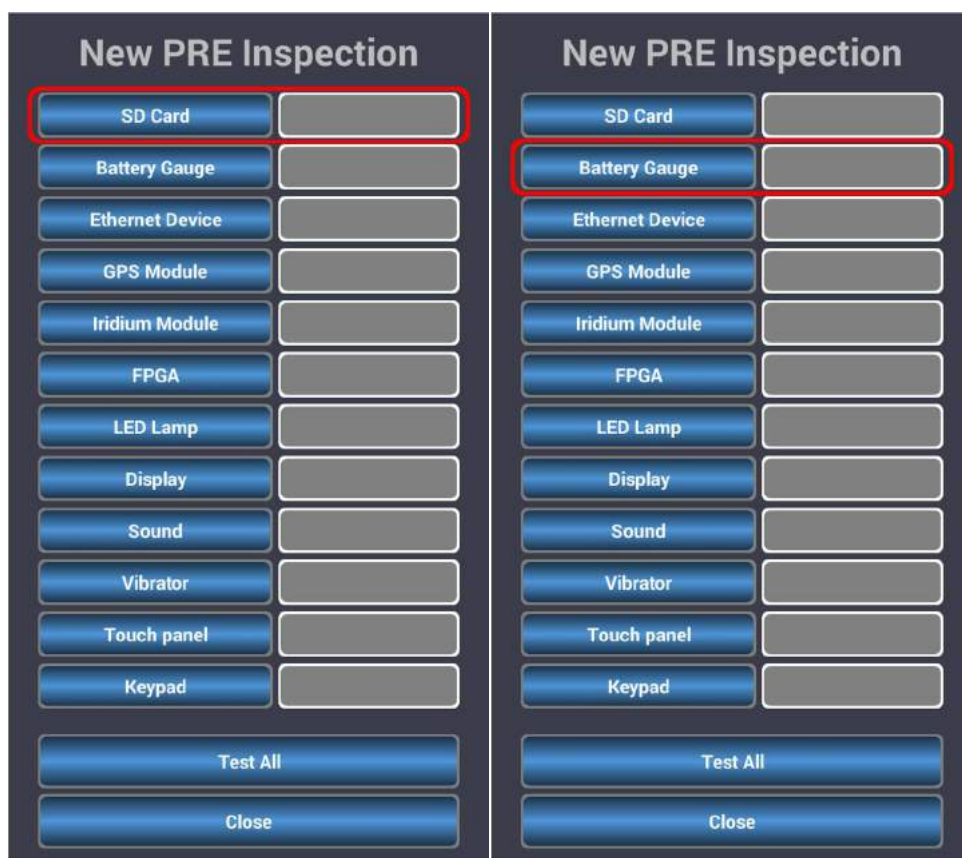 New PRE Inspection
SD Card
Battery Gauge
Ethernet Device
GPS Module
Iridium Module
FPGA
LED Lamp
Display
Sound
Vibrator
Touch panel
Keypad
Test All
Close
New PRE Inspection
SD Card
Battery Gauge
Ethernet Device
GPS Module
Iridium Module
FPGA
LED Lamp
Display
Sound
Vibrator
Touch panel
Keypad
Test All
Close